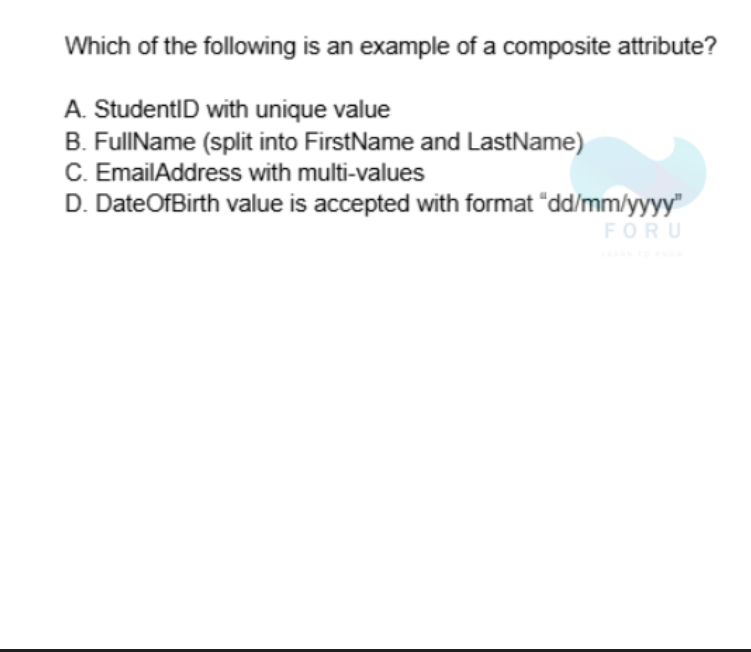 Which of the following is an example of a composite attribute?
A. StudentID with unique value
B. FullName (split into FirstName and LastName)
C. EmailAddress with multi-values
D. DateOfBirth value is accepted with format “dd/mm/yyyy”
FORU